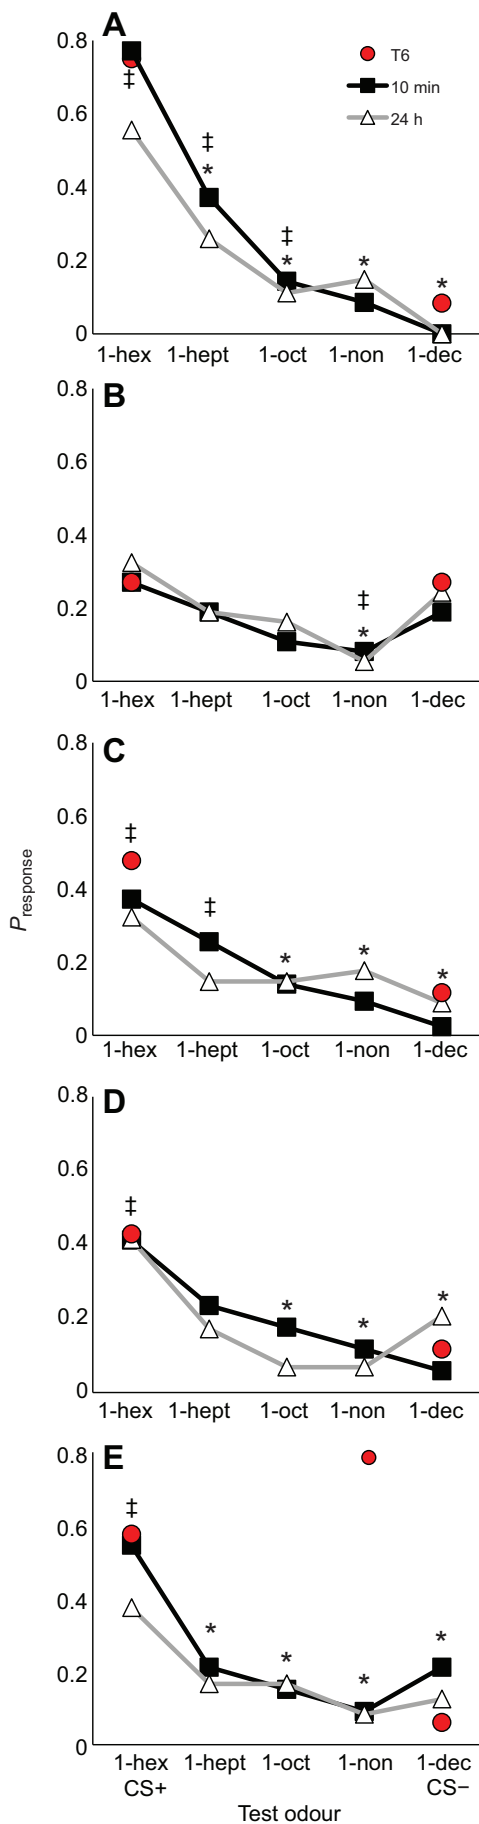 A
0.8
T6
10 min
24 h
‡
0.6
‡
*
0.4
‡
0.2
* * *
0
1-hex 1-hept 1-oct 1-non 1-dec
B
0.8
0.6
0.4
‡
0.2
*
0
1-hex 1-hept 1-oct 1-non 1-dec
C
0.8
0.6
‡
0.4
‡
0.2
* * *
0
1-hex 1-hept 1-oct 1-non 1-dec
Presponse
D
0.8
0.6
‡
0.4
0.2
* * *
0
1-hex 1-hept 1-oct 1-non 1-dec
E
0.8
0.6
‡
0.4
* * * *
0.2
0
1-hex 1-hept 1-oct 1-non 1-dec
CS+ CS−
Test odour